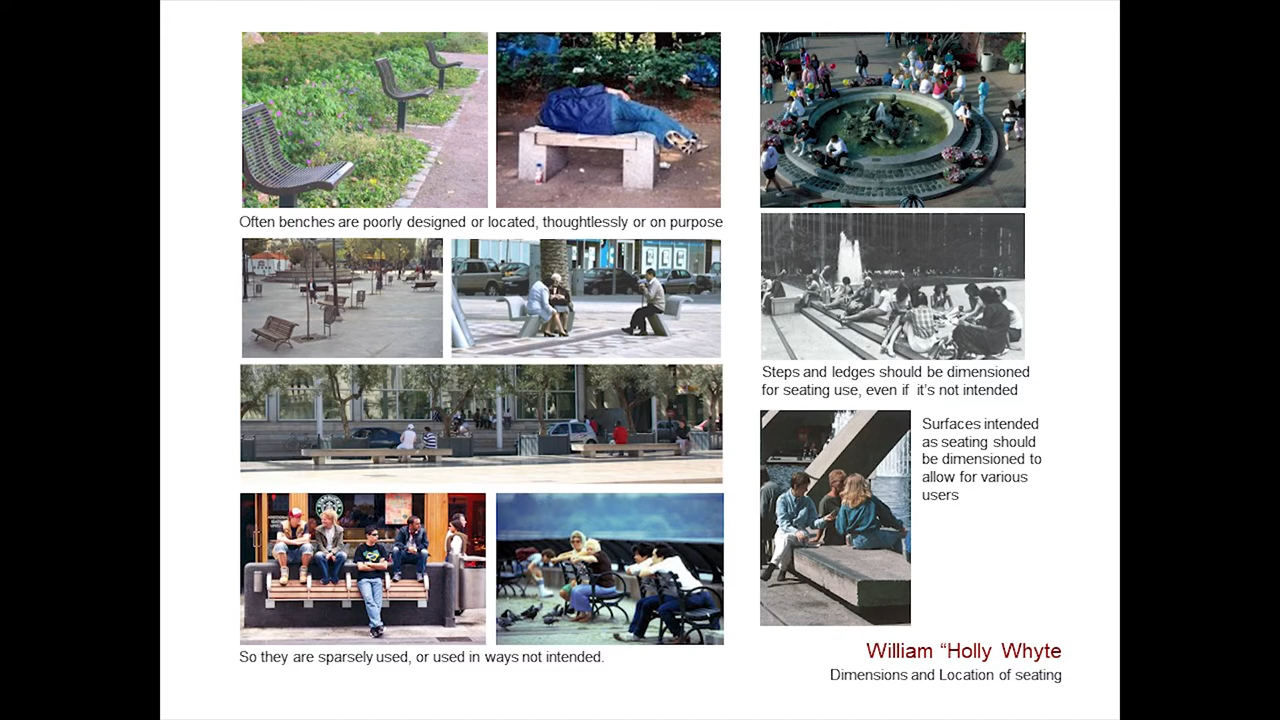 Often benches are poorly designed or located, thoughtlessly or on purpose
So they are sparsely used, or used in ways not intended.
Steps and ledges should be dimensioned
for seating use, even if it's not intended
Surfaces intended
as seating should
be dimensioned to
allow for various
users
William “Holly Whyte
Dimensions and Location of seating